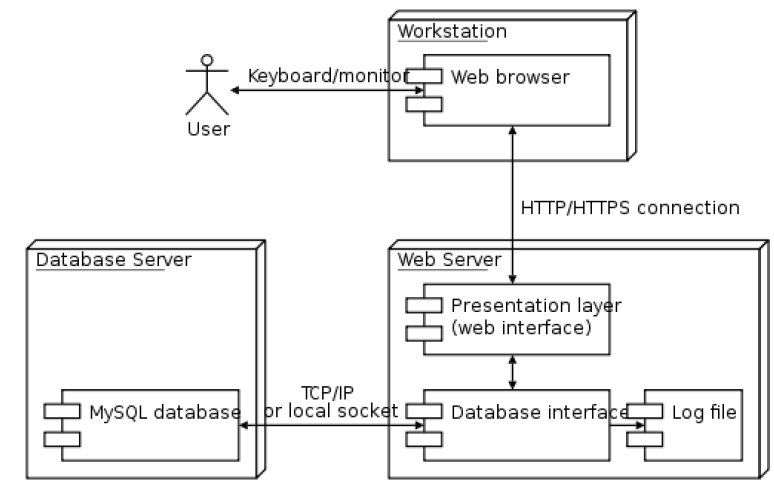 Workstation
Keyboard/monitor
Web browser
User
HTTP/HTTPS connection
Database Server
Web Server
Presentation layer
(web interface)
TCP/IP
or local socket
MySQL database
Database interface
Log file